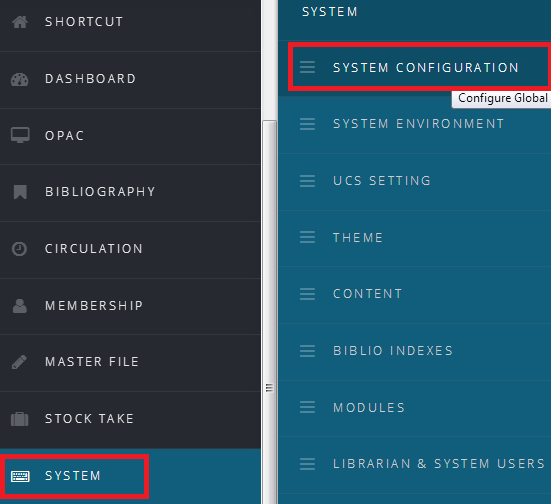 SHORTCUT
DASHBOARD
OPAC
BIBLIOGRAPHY
CIRCULATION
MEMBERSHIP
MASTER FILE
STOCK TAKE
SYSTEM
SYSTEM
SYSTEM CONFIGURATION
Configure Global
SYSTEM ENVIRONMENT
UCS SETTING
THEME
CONTENT
BIBLIO INDEXES
MODULES
LIBRARIAN & SYSTEM USERS